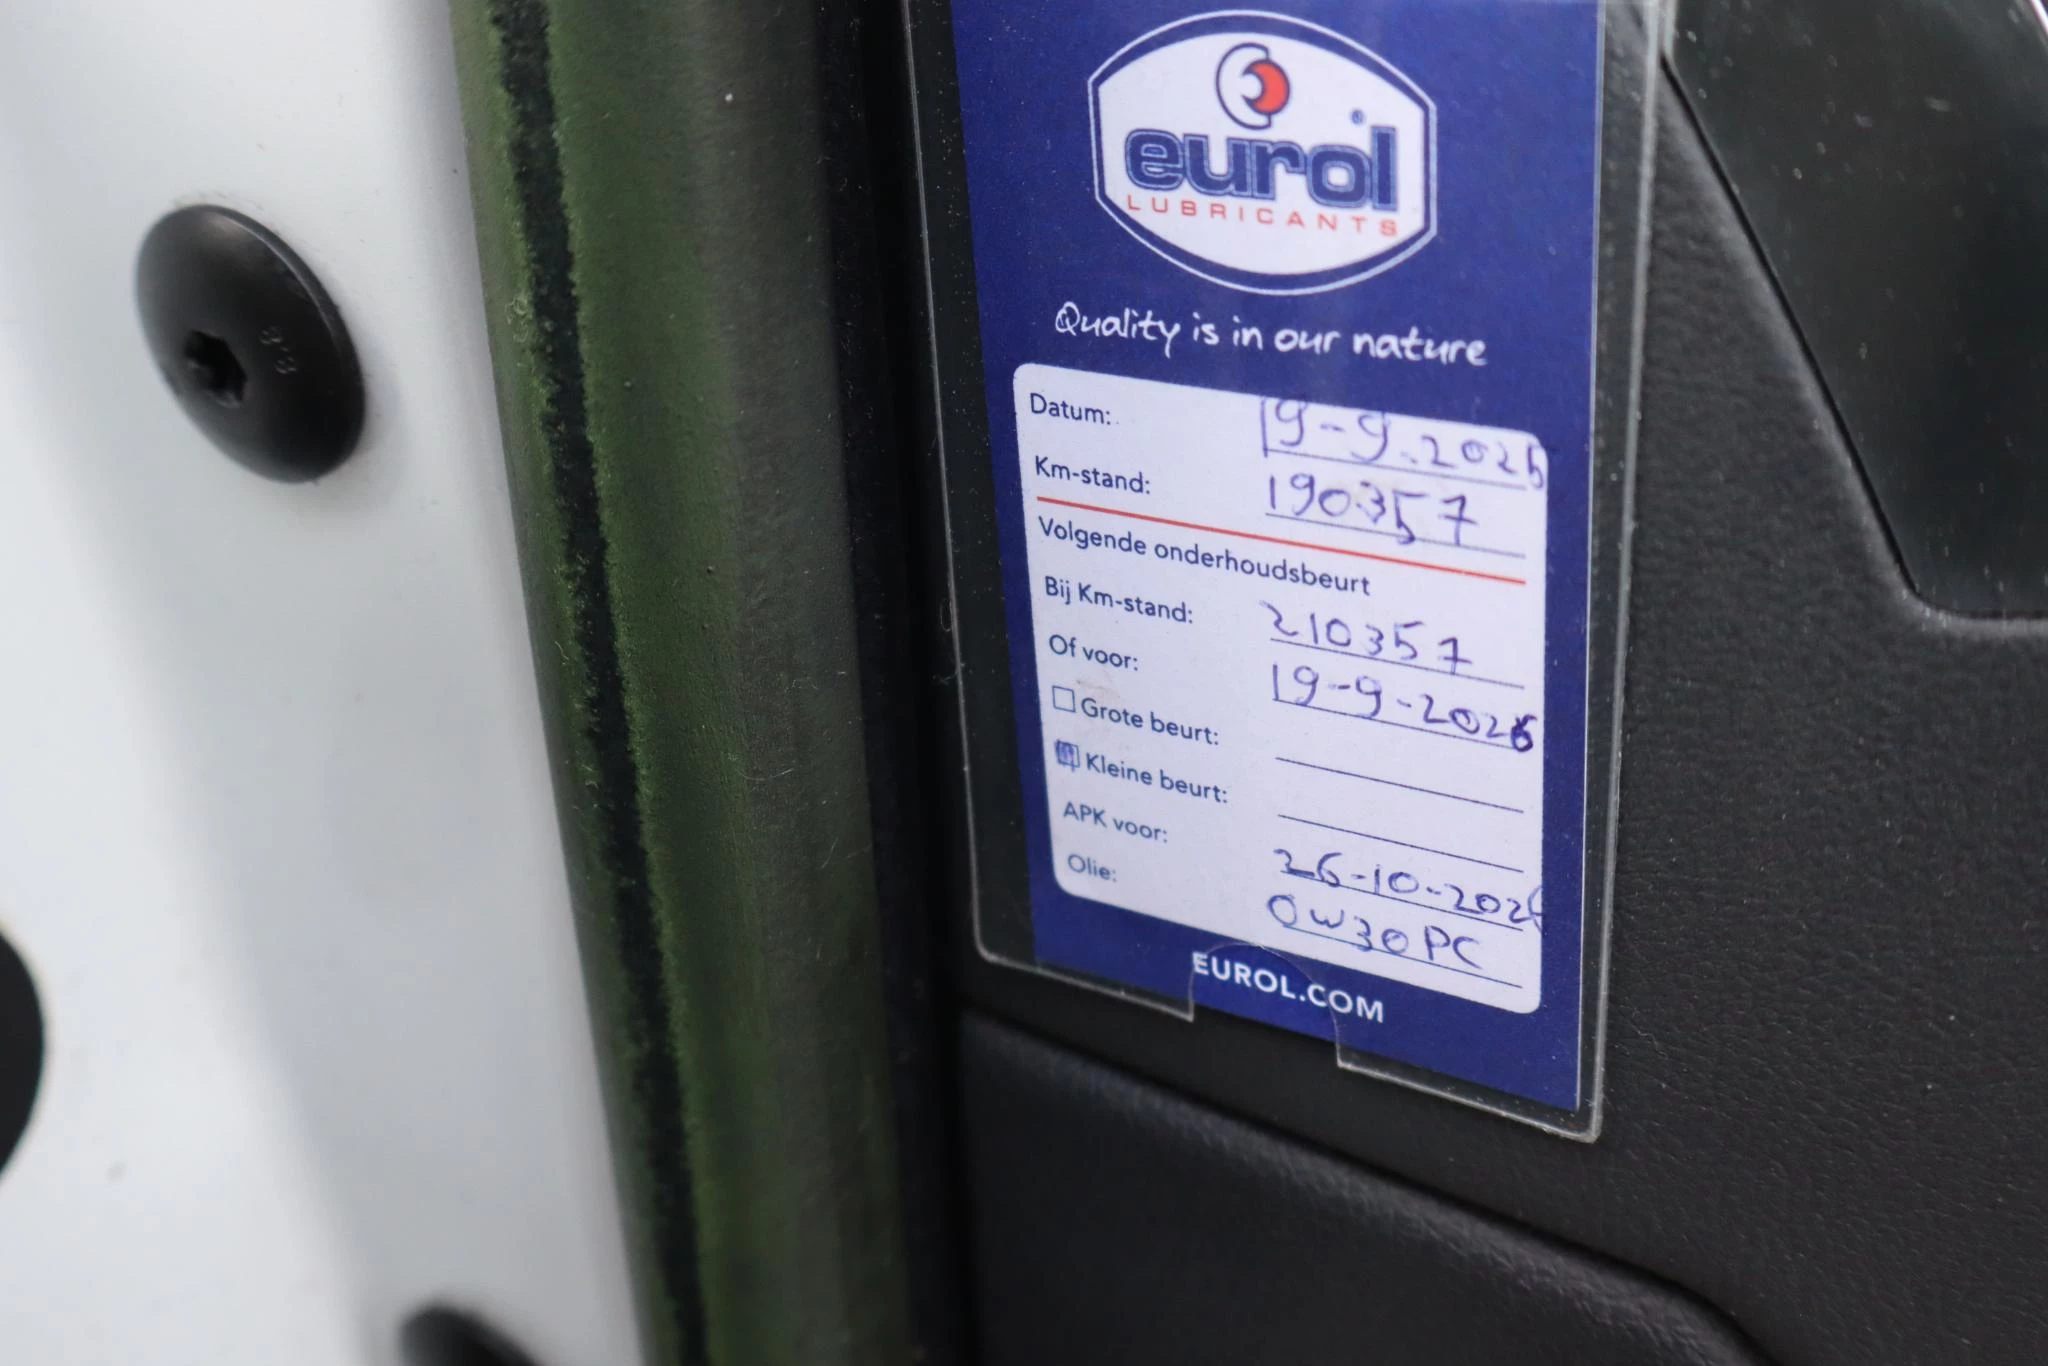 eurol
LUBRICANTS
Quality is in our nature
Datum: 19-9-2025
Km-stand: 190357
Volgende onderhoudsbeurt
Bij Km-stand: 210357
Of voor: 19-9-2026
Grote beurt:
Kleine beurt:
APK voor: 26-10-2026
Olie: 0W30PC
EUROL.COM